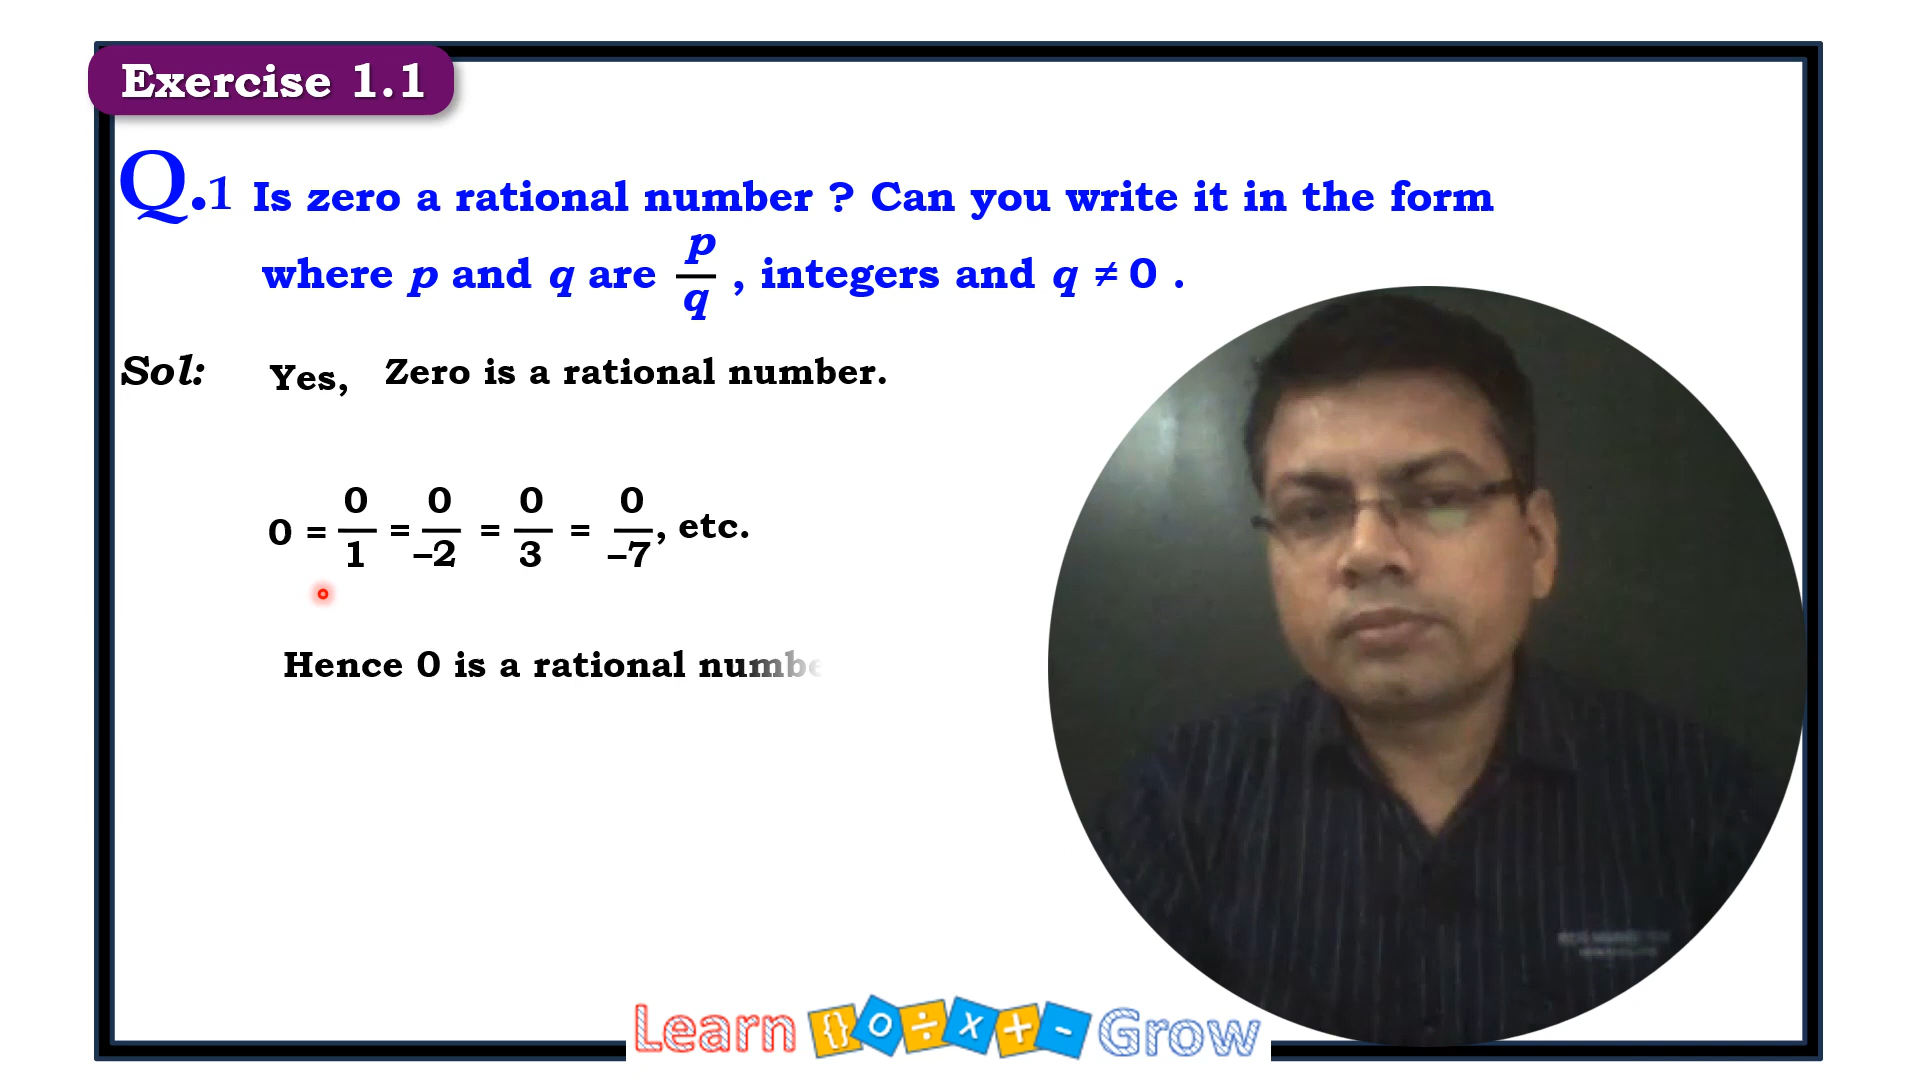 Exercise 1.1
Q.1 Is zero a rational number ? Can you write it in the form
where p and q are p/q , integers and q ≠ 0 .
Sol: Yes, Zero is a rational number.
0 = 0/1 = 0/–2 = 0/3 = 0/–7, etc.
Hence 0 is a rational numbe
Learn {} 0 ÷ x + - Grow